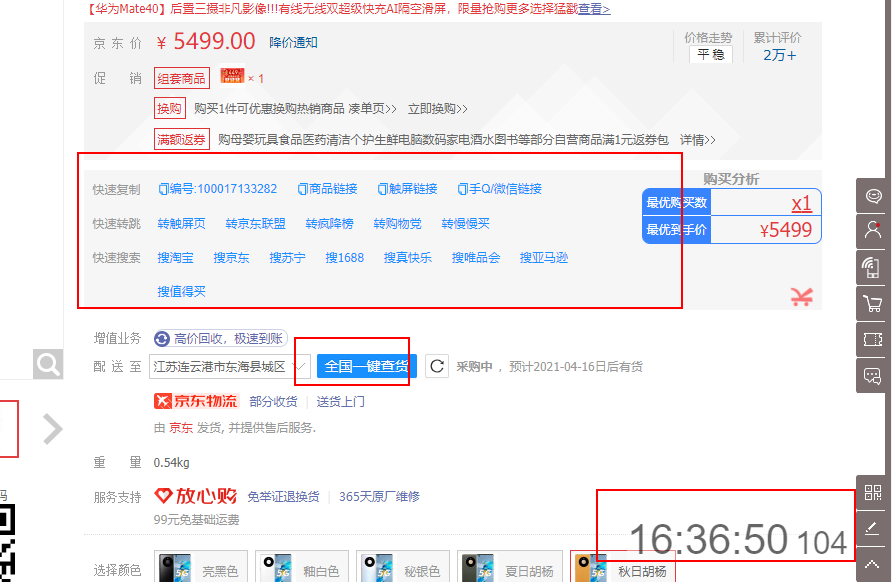 【华为Mate40】后置三摄非凡影像!!!有线无线双超级快充AI隔空滑屏，限量抢购更多选择猛戳查看>
京东价 ¥ 5499.00 降价通知
价格走势 累计评价
平稳 2万+
促销 组套商品 × 1
换购 购买1件可优惠换购热销商品 凑单页>> 立即换购>>
满额返券 购母婴玩具食品医药清洁个护生鲜电脑数码家电酒水图书等部分自营商品满1元返券包 详情>>
购买分析
快速复制 编号:100017133282 商品链接 触屏链接 手Q/微信链接
最优购买数 x1
快速转跳 转触屏页 转京东联盟 转疯降榜 转购物党 转慢慢买
最优到手价 ¥5499
快速搜索 搜淘宝 搜京东 搜苏宁 搜1688 搜真快乐 搜唯品会 搜亚马逊
搜值得买
增值业务 高价回收，极速到账
配送至 江苏连云港市东海县城区 全国一键查货 采购中，预计2021-04-16日后有货
京东物流 部分收货 送货上门
由 京东 发货, 并提供售后服务.
重量 0.54kg
码
服务支持 放心购 免举证退换货 365天原厂维修
99元免基础运费
16:36:50 104
选择颜色 5G 亮黑色 5G 釉白色 5G 秘银色 5G 夏日胡杨 5G 秋日胡杨